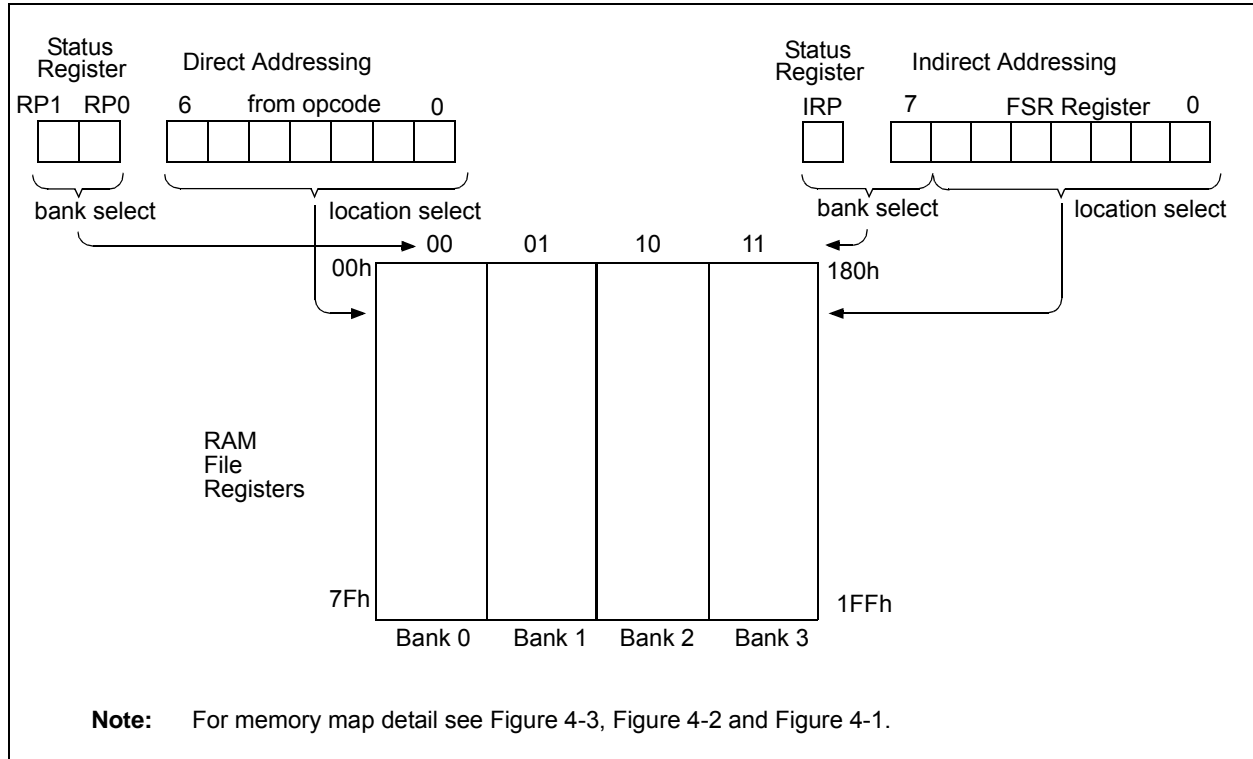 Status Register
Direct Addressing
RP1 RP0
6 from opcode 0
bank select
location select
Status Register
Indirect Addressing
IRP
7 FSR Register 0
bank select
location select
00 01 10 11
00h
180h
RAM
File
Registers
7Fh
1FFh
Bank 0 Bank 1 Bank 2 Bank 3
Note: For memory map detail see Figure 4-3, Figure 4-2 and Figure 4-1.